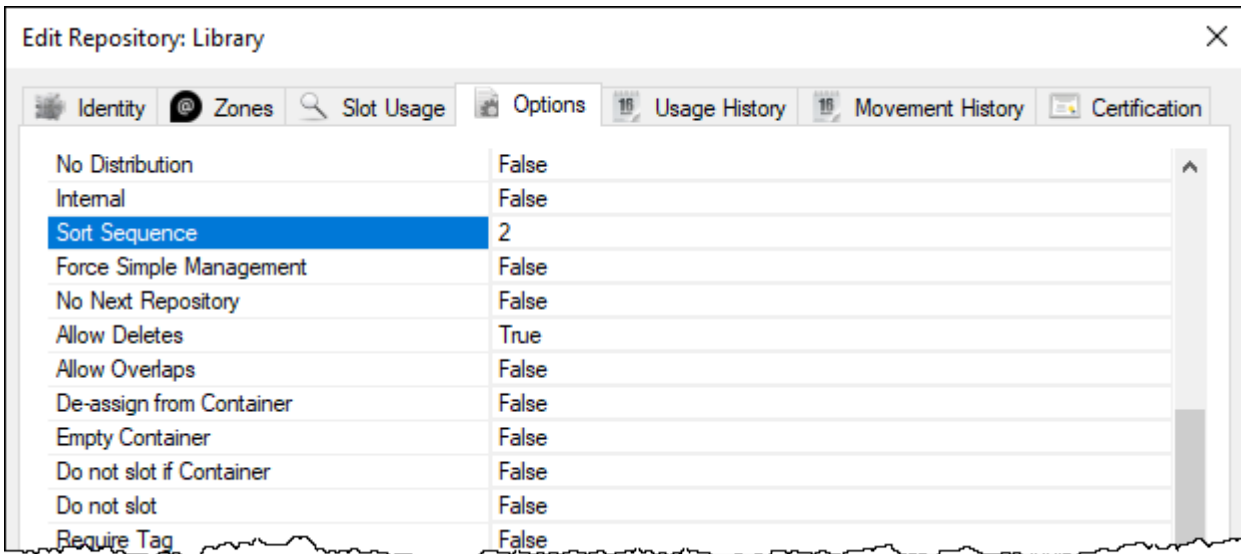 Edit Repository: Library
Identity @ Zones Slot Usage Options 16 Usage History 16 Movement History Certification
No Distribution False
Internal False
Sort Sequence 2
Force Simple Management False
No Next Repository False
Allow Deletes True
Allow Overlaps False
De-assign from Container False
Empty Container False
Do not slot if Container False
Do not slot False
Require Tag False